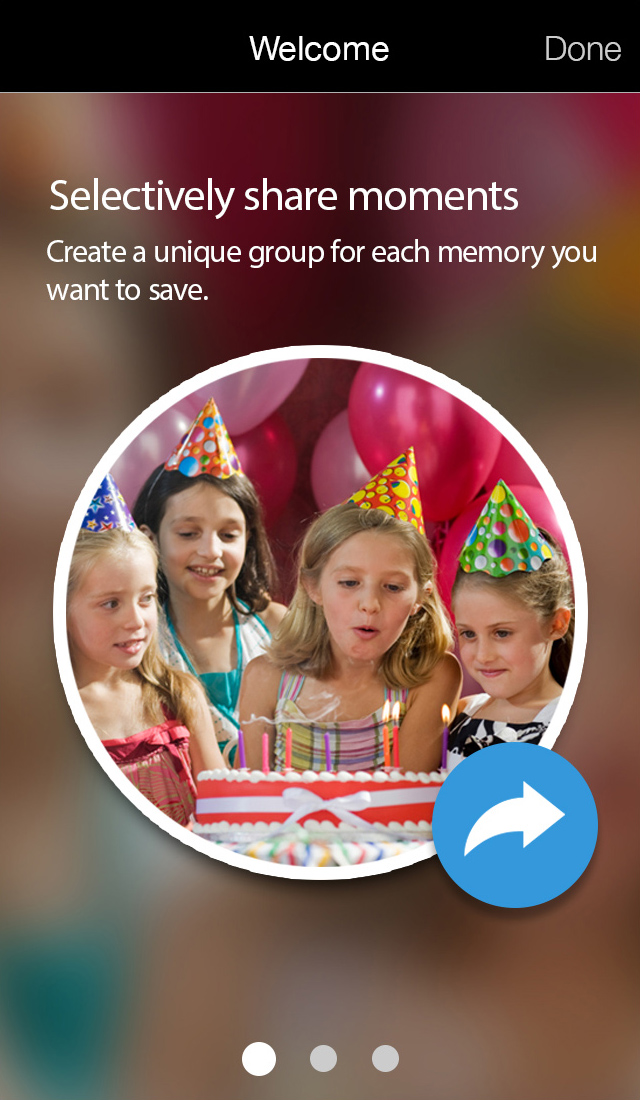 Welcome
Done
Selectively share moments
Create a unique group for each memory you
want to save.